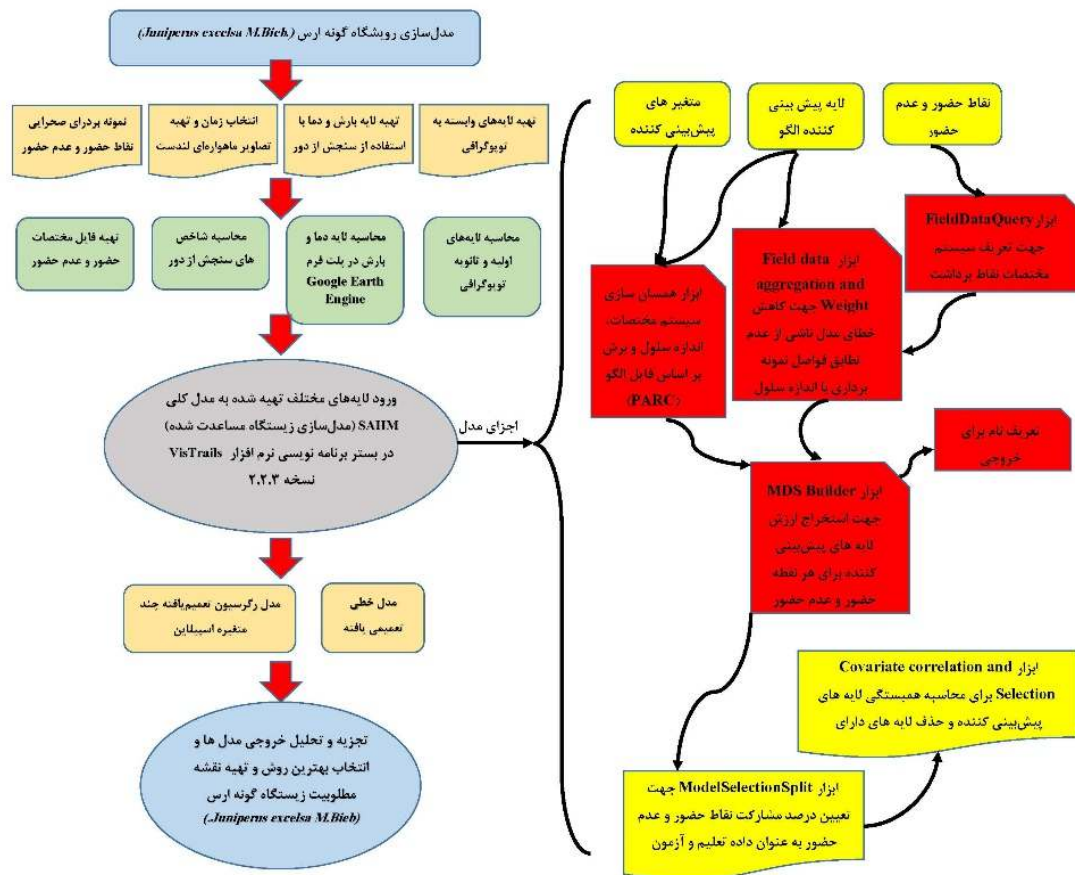 مدل‌سازی رویشگاه گونه ارس (Juniperus excelsa M.Bieb.)
تهیه لایه‌های وابسته به
توپوگرافی
تهیه لایه بارش و دما با
استفاده از سنجش از دور
انتخاب زمان و تهیه
تصاویر ماهواره‌ای لندست
نمونه بردرای صحرایی
نقاط حضور و عدم حضور
محاسبه لایه‌های
اولیه و ثانویه
توپوگرافی
محاسبه لایه دما و
بارش در پلت فرم
Google Earth
Engine
محاسبه شاخص
های سنجش از دور
تهیه فایل مختصات
حضور و عدم حضور
ورود لایه‌های مختلف تهیه شده به مدل کلی
SAHM (مدل‌سازی زیستگاه مساعدت شده)
در بستر برنامه نویسی نرم افزار VisTrails
نسخه ۲.۲.۳
اجزای مدل
مدل خطی
تعمیمی یافته
مدل رگرسیون تعمیم‌یافته چند
متغیره اسپیلاین
تجزیه و تحلیل خروجی مدل ها و
انتخاب بهترین روش و تهیه نقشه
مطلوبیت زیستگاه گونه ارس
(Juniperus excelsa M.Bieb.)
نقاط حضور و عدم
حضور
لایه پیش بینی
کننده الگو
متغیر های
پیش‌بینی کننده
ابزار FieldDataQuery
جهت تعریف سیستم
مختصات نقاط برداشت
ابزار Field data
aggregation and
Weight جهت کاهش
خطای مدل ناشی از عدم
تطابق فواصل نمونه
برداری با اندازه سلول
ابزار همسان سازی
سیستم مختصات،
اندازه سلول و برش
بر اساس فایل الگو
(PARC)
تعریف نام برای
خروجی
ابزار MDS Builder
جهت استخراج ارزش
لایه های پیش‌بینی
کننده برای هر نقطه
حضور و عدم حضور
ابزار Covariate correlation and
Selection برای محاسبه همبستگی لایه های
پیش‌بینی کننده و حذف لایه های دارای
ابزار ModelSelectionSplit جهت
تعیین درصد مشارکت نقاط حضور و عدم
حضور به عنوان داده تعلیم و آزمون